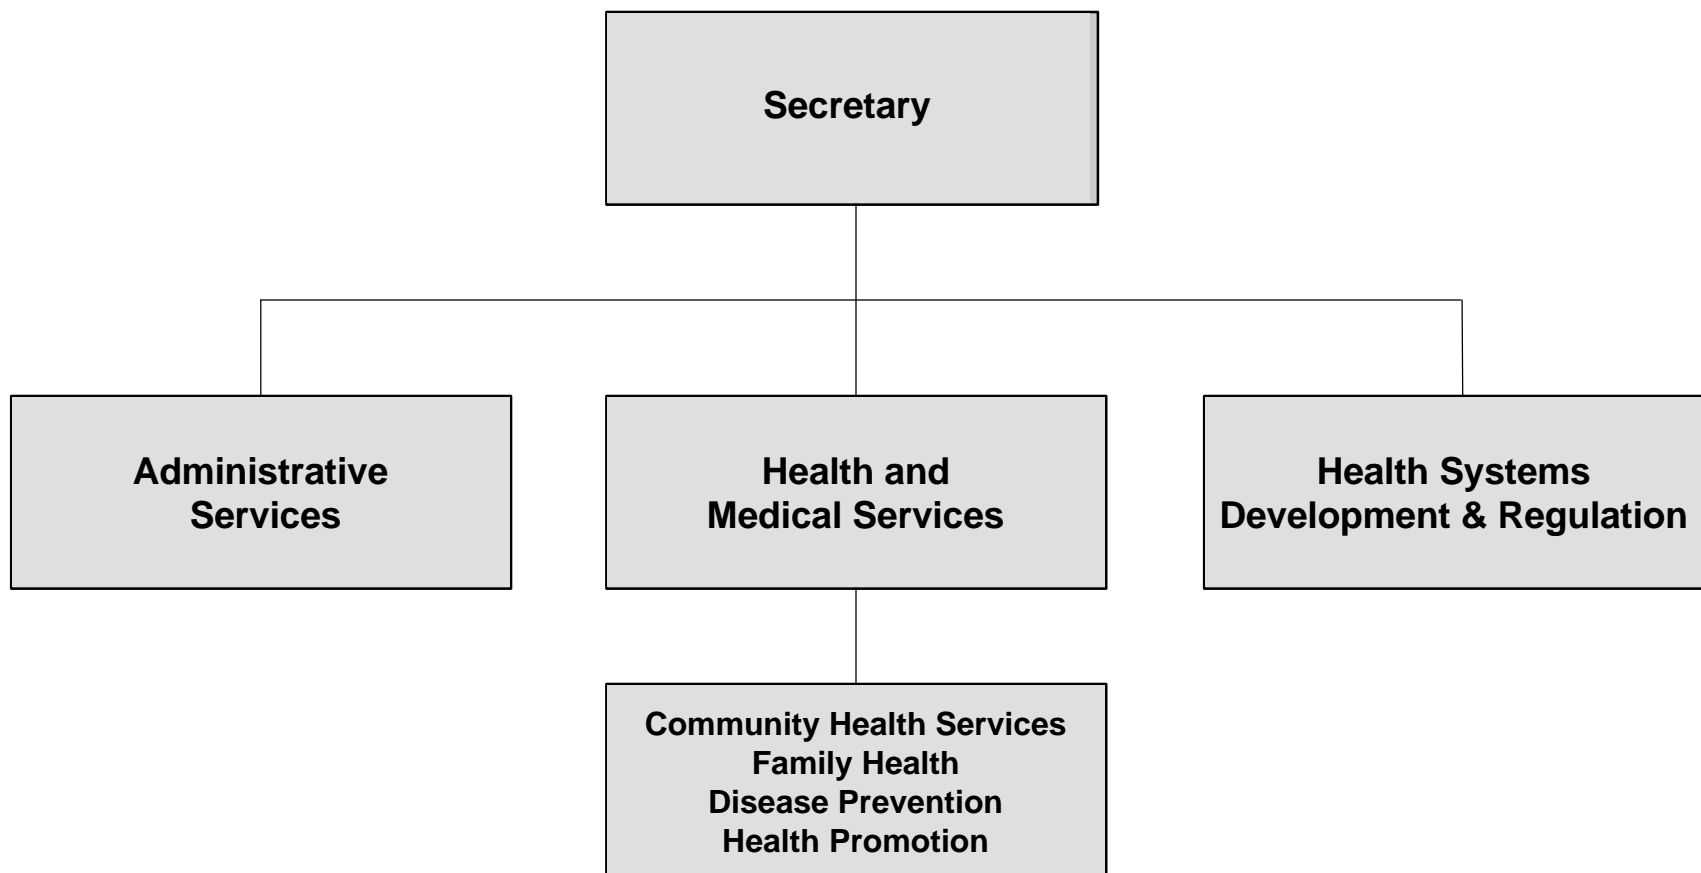 Secretary
Administrative
Services
Health and
Medical Services
Health Systems
Development & Regulation
Community Health Services
Family Health
Disease Prevention
Health Promotion